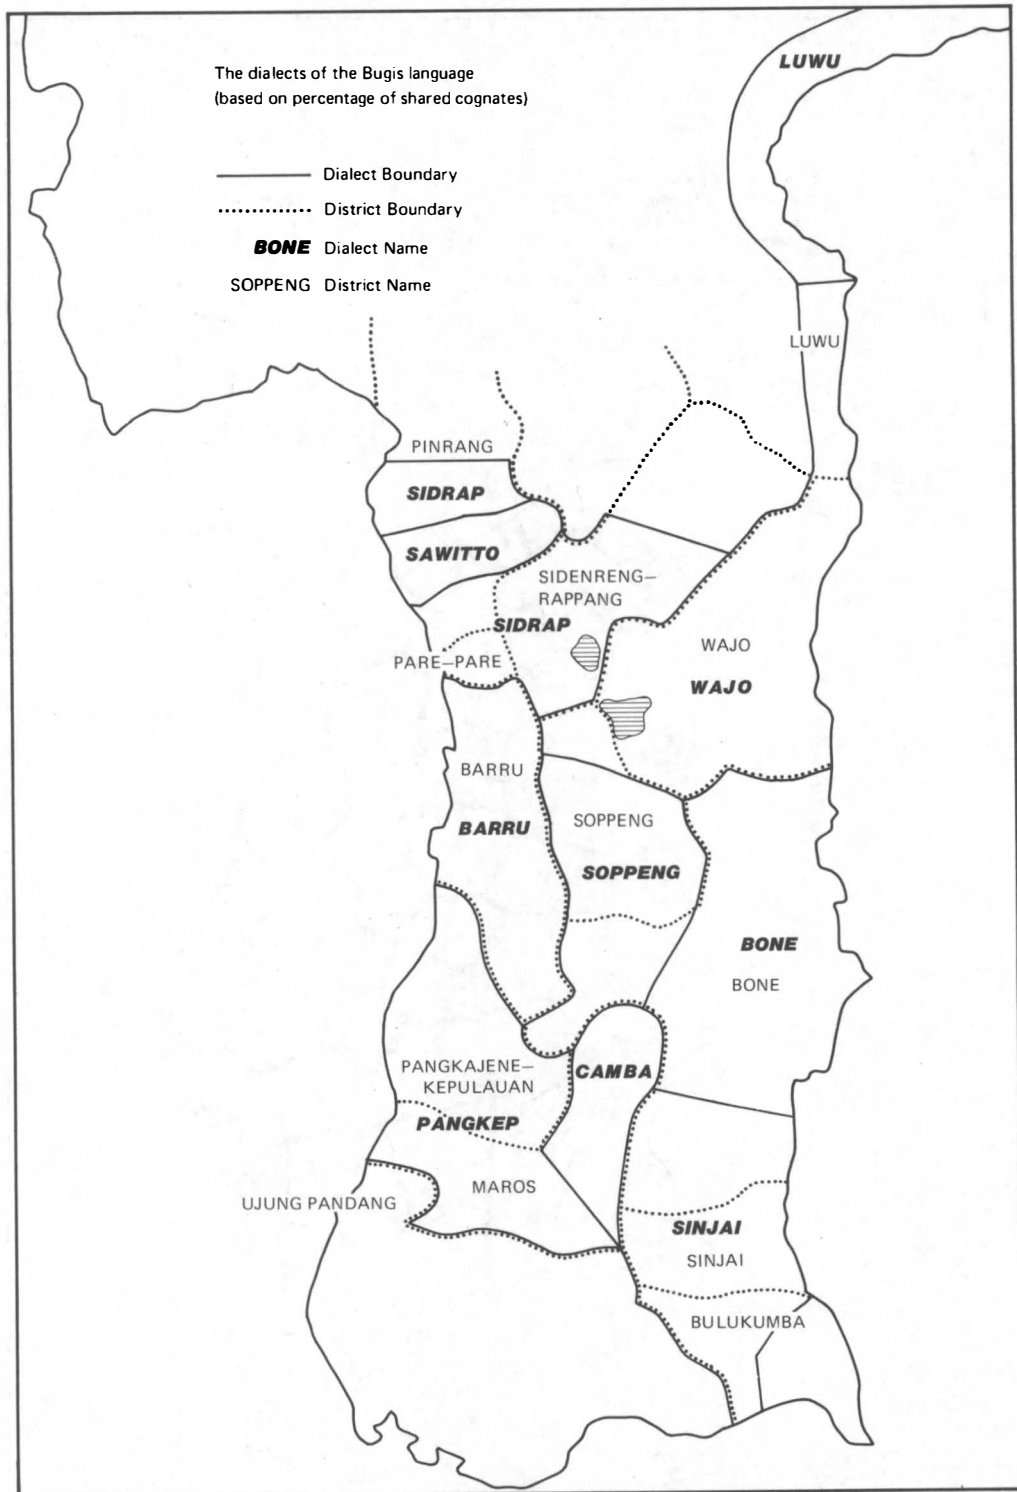 LUWU
The dialects of the Bugis language
(based on percentage of shared cognates)
Dialect Boundary
District Boundary
BONE Dialect Name
SOPPENG District Name
LUWU
PINRANG
SIDRAP
SAWITTO
SIDENRENG–
RAPPANG
SIDRAP
WAJO
PARE–PARE
WAJO
BARRU
SOPPENG
BARRU
SOPPENG
BONE
BONE
PANGKAJENE–
KEPULAUAN
CAMBA
PANGKEP
MAROS
UJUNG PANDANG
SINJAI
SINJAI
BULUKUMBA